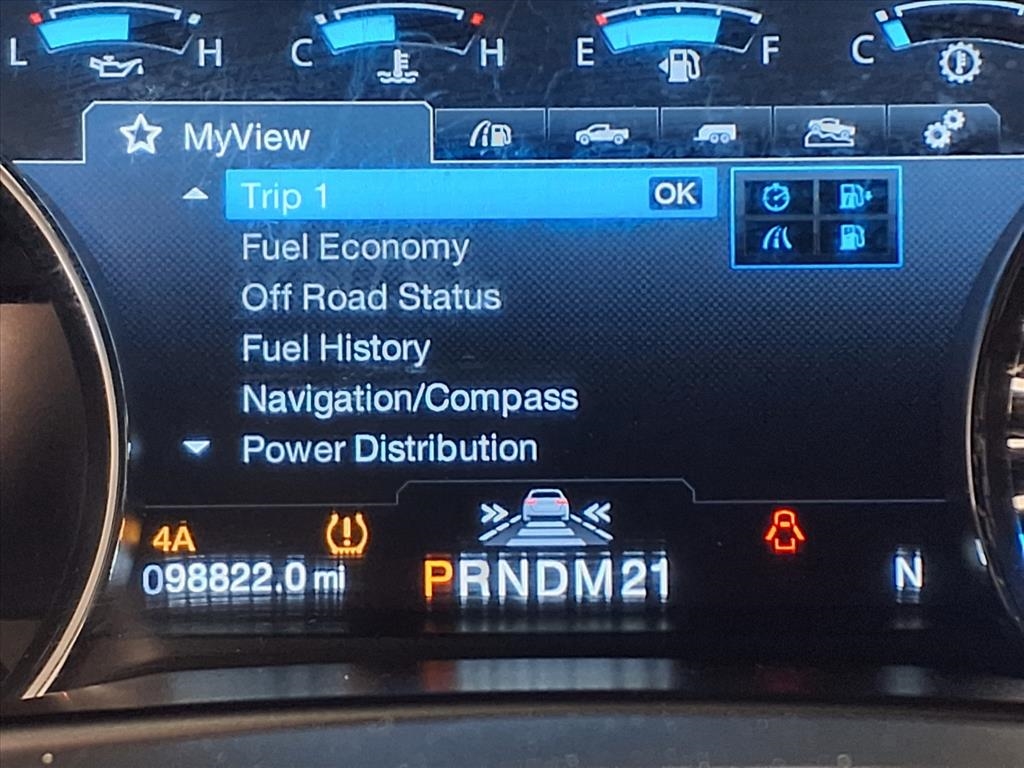 L H C H E F C
MyView
Trip 1 OK
Fuel Economy
Off Road Status
Fuel History
Navigation/Compass
Power Distribution
4A
098822.0 mi PRNDM21 N